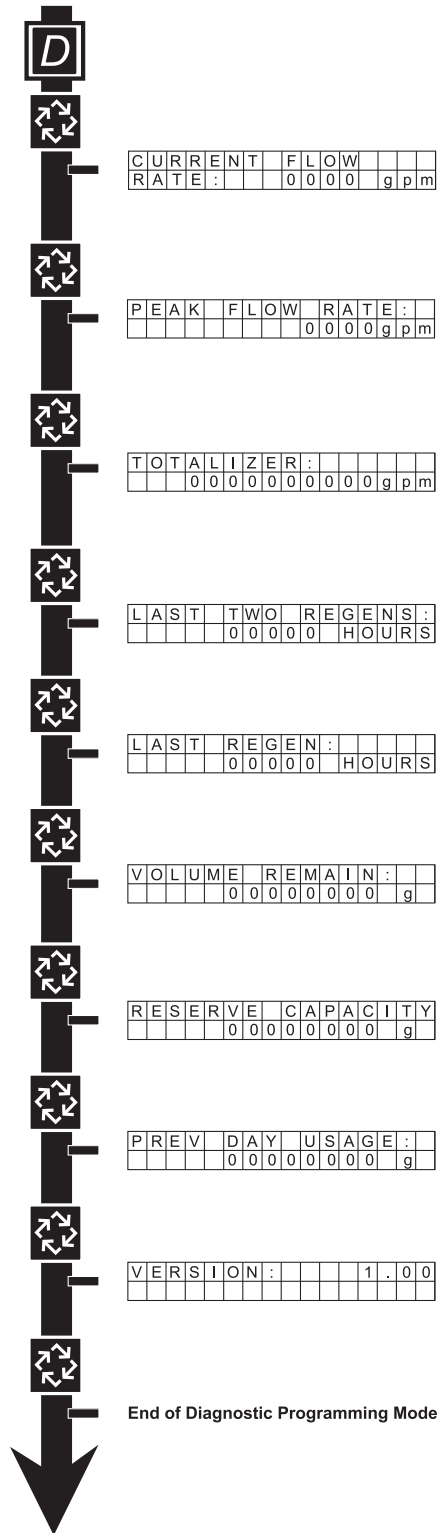 D
CURRENT FLOW
RATE: 0000 gpm
PEAK FLOW RATE:
0000gpm
TOTALIZER:
0000000000gpm
LAST TWO REGENS:
00000 HOURS
LAST REGEN:
00000 HOURS
VOLUME REMAIN:
00000000 g
RESERVE CAPACITY
00000000 g
PREV DAY USAGE:
00000000 g
VERSION: 1.00
End of Diagnostic Programming Mode